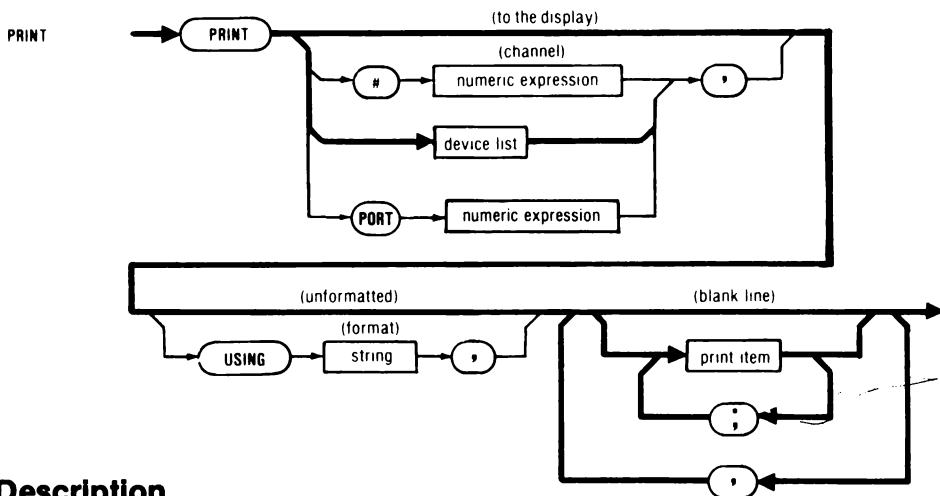 (to the display)
PRINT PRINT
(channel)
# numeric expression ,
device list
PORT numeric expression
(unformatted) (blank line)
(format)
USING string , print item
;
,
Description